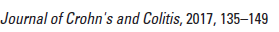 Journal of Crohn's and Colitis, 2017, 135–149